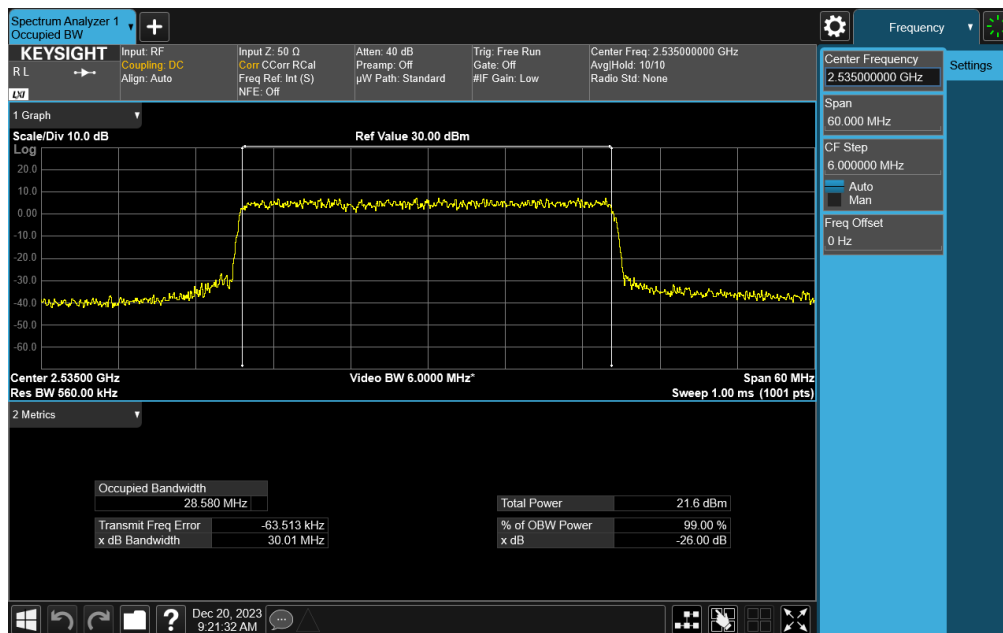 Spectrum Analyzer 1
Occupied BW
Frequency
KEYSIGHT
R L
LXI
Input: RF
Coupling: DC
Align: Auto
Input Z: 50 Ω
Corr CCorr RCal
Freq Ref: Int (S)
NFE: Off
Atten: 40 dB
Preamp: Off
µW Path: Standard
Trig: Free Run
Gate: Off
#IF Gain: Low
Center Freq: 2.535000000 GHz
Avg|Hold: 10/10
Radio Std: None
Center Frequency
2.535000000 GHz
Settings
Span
60.000 MHz
CF Step
6.000000 MHz
Auto
Man
Freq Offset
0 Hz
1 Graph
Scale/Div 10.0 dB
Ref Value 30.00 dBm
Log
20.0
10.0
0.00
-10.0
-20.0
-30.0
-40.0
-50.0
-60.0
Center 2.53500 GHz
Video BW 6.0000 MHz*
Span 60 MHz
Res BW 560.00 kHz
Sweep 1.00 ms (1001 pts)
2 Metrics
Occupied Bandwidth
28.580 MHz
Total Power 21.6 dBm
Transmit Freq Error -63.513 kHz
% of OBW Power 99.00 %
x dB Bandwidth 30.01 MHz
x dB -26.00 dB
?
Dec 20, 2023
9:21:32 AM